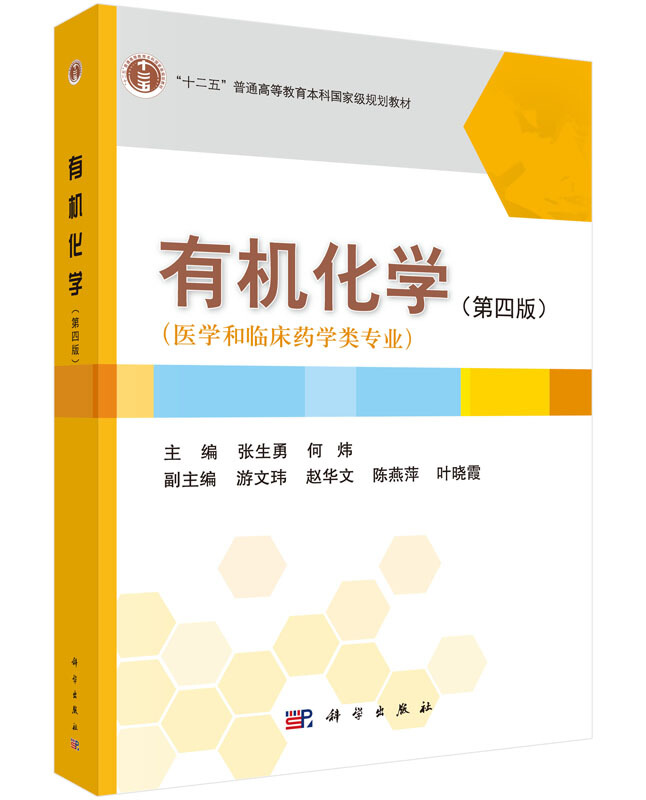 “十二五”普通高等教育本科国家级规划教材
有机化学(第四版)
(医学和临床药学类专业)
主编 张生勇 何炜
副主编 游文玮 赵华文 陈燕萍 叶晓霞
科学出版社
有机化学(第四版)
科学出版社